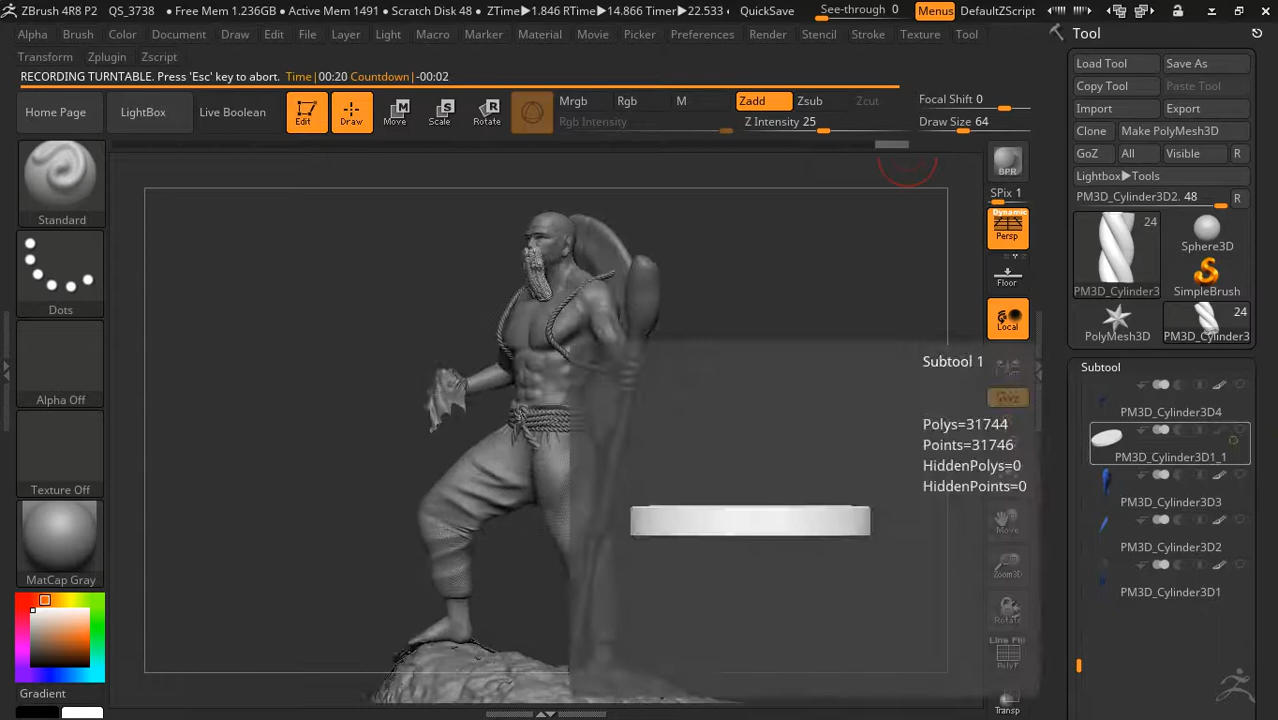 ZBrush 4R8 P2 QS_3738 • Free Mem 1.236GB • Active Mem 1491 • Scratch Disk 48 • ZTime▶1.846 RTime▶14.866 Timer▶22.533 QuickSave See-through 0 Menus DefaultZScript
Alpha Brush Color Document Draw Edit File Layer Light Macro Marker Material Movie Picker Preferences Render Stencil Stroke Texture Tool
Transform Zplugin Zscript
RECORDING TURNTABLE. Press 'Esc' key to abort. Time|00:20 Countdown|-00:02
Home Page LightBox Live Boolean Edit Draw Move Scale Rotate
Mrgb Rgb M Zadd Zsub Zcut
Rgb Intensity Z Intensity 25
Focal Shift 0
Draw Size 64
Standard
Dots
Alpha Off
Texture Off
MatCap Gray
Gradient
BPR
SPix 1
Dynamic
Persp
Floor
Local
Xyz
Move
Zoom3D
Rotate
Line Fill
PolyF
Transp
Subtool 1
Polys=31744
Points=31746
HiddenPolys=0
HiddenPoints=0
Tool
Load Tool Save As
Copy Tool Paste Tool
Import Export
Clone Make PolyMesh3D
GoZ All Visible R
Lightbox▶Tools
PM3D_Cylinder3D2. 48 R
24
PM3D_Cylinder3
Sphere3D
SimpleBrush
PolyMesh3D
24
PM3D_Cylinder3
Subtool
PM3D_Cylinder3D4
PM3D_Cylinder3D1_1
PM3D_Cylinder3D3
PM3D_Cylinder3D2
PM3D_Cylinder3D1